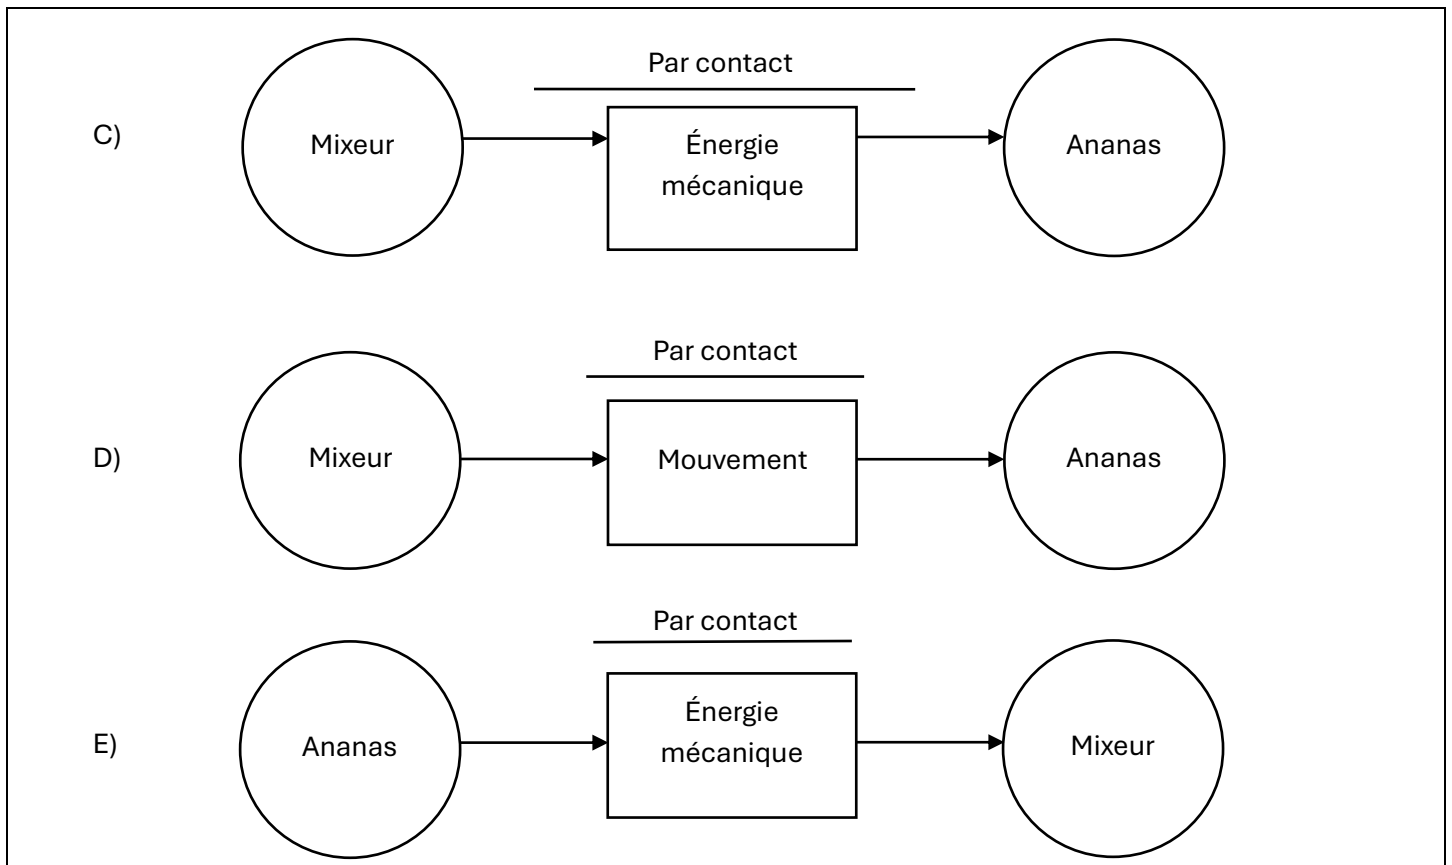 Par contact
C)
Mixeur
Énergie
mécanique
Ananas
Par contact
D)
Mixeur
Mouvement
Ananas
Par contact
E)
Ananas
Énergie
mécanique
Mixeur